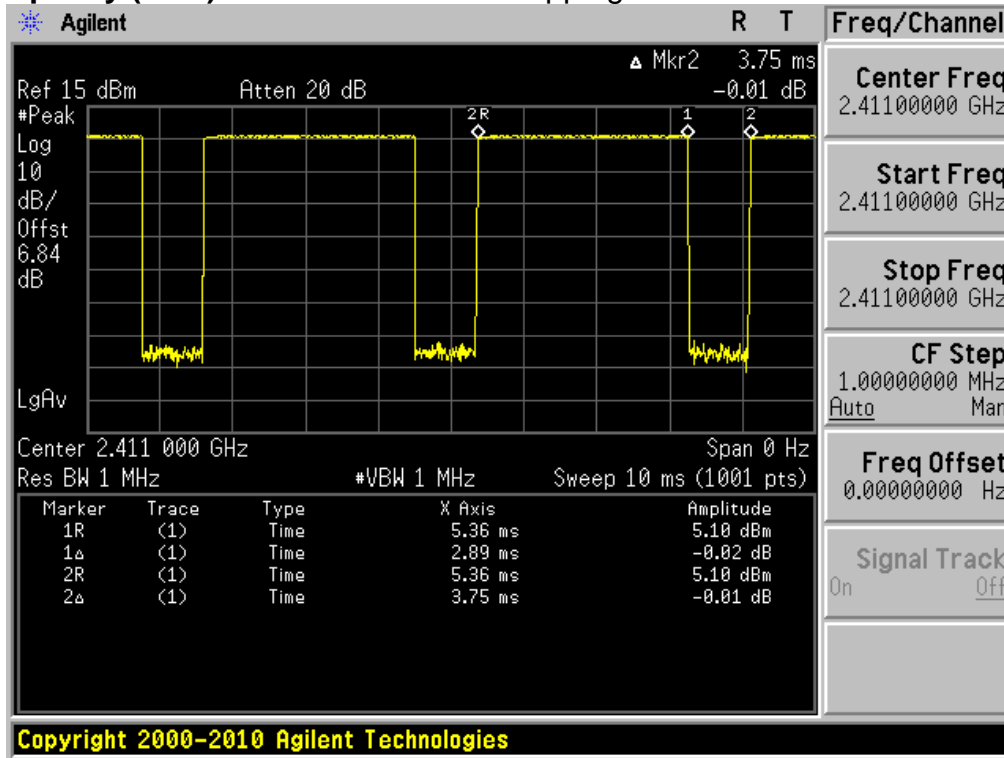 Agilent R T Freq/Channel
▵ Mkr2 3.75 ms
Ref 15 dBm Atten 20 dB -0.01 dB
#Peak
Log
10
dB/
Offst
6.84
dB
LgAv
2R 1 2
Center 2.411 000 GHz Span 0 Hz
Res BW 1 MHz #VBW 1 MHz Sweep 10 ms (1001 pts)
Marker Trace Type X Axis Amplitude
1R (1) Time 5.36 ms 5.10 dBm
1▵ (1) Time 2.89 ms -0.02 dB
2R (1) Time 5.36 ms 5.10 dBm
2▵ (1) Time 3.75 ms -0.01 dB
Center Freq
2.41100000 GHz
Start Freq
2.41100000 GHz
Stop Freq
2.41100000 GHz
CF Step
1.00000000 MHz
Auto Man
Freq Offset
0.00000000 Hz
Signal Track
On Off
Copyright 2000-2010 Agilent Technologies